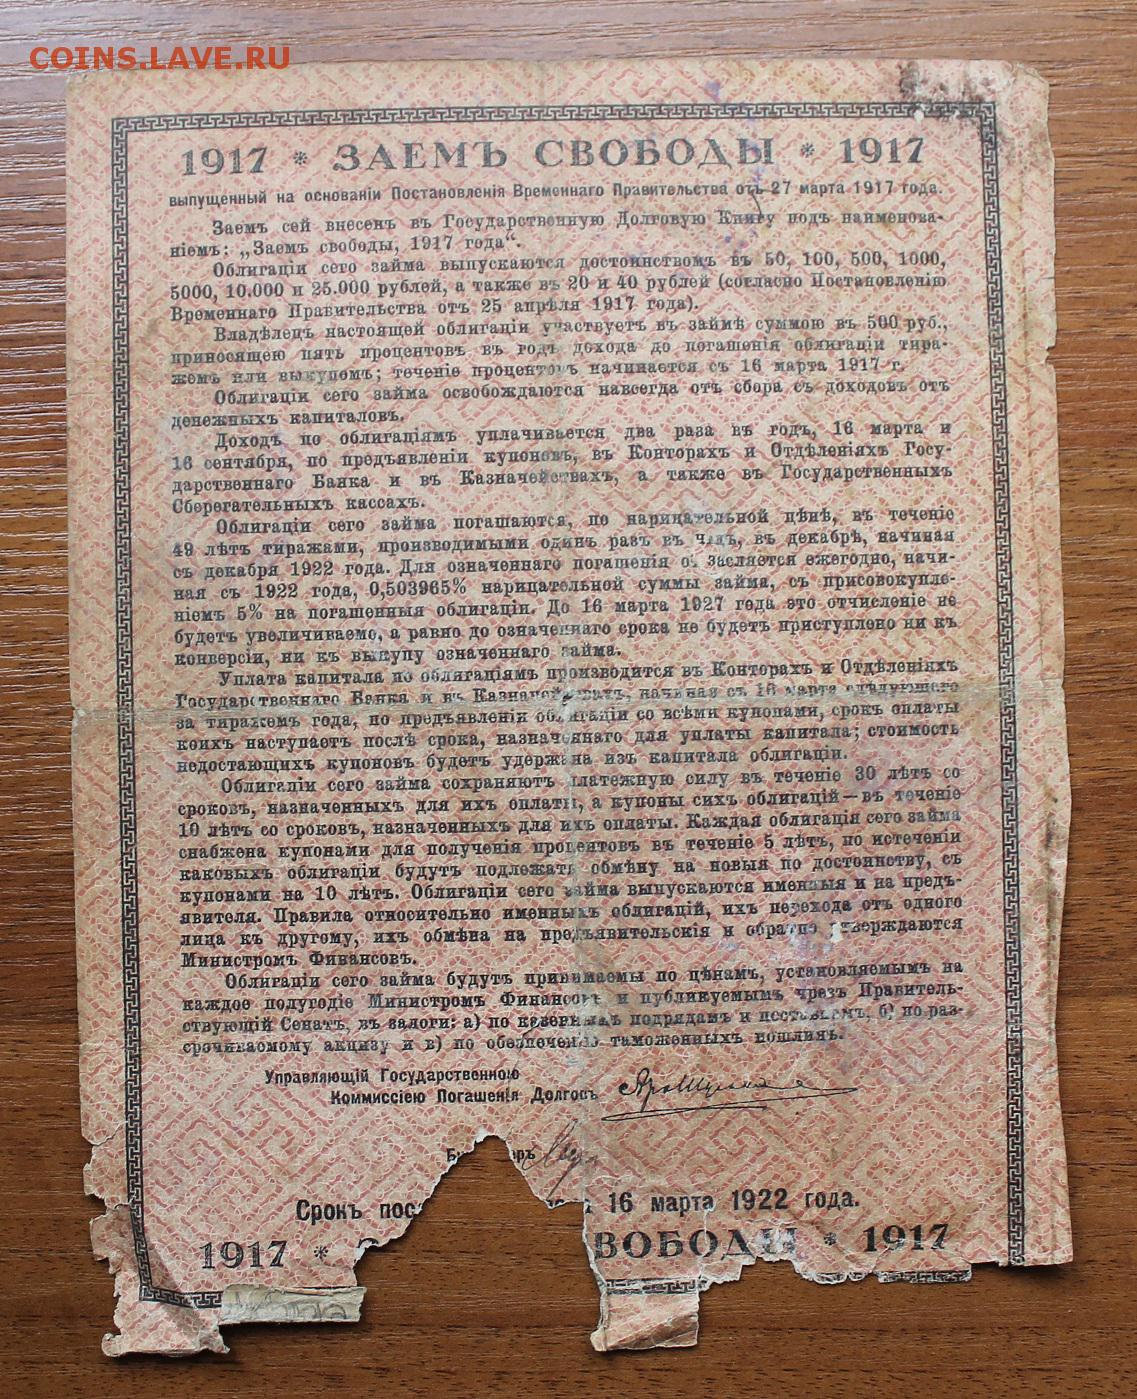 COINS.LAVE.RU
1917 * ЗАЕМЪ СВОБОДЫ * 1917
выпущенный на основаніи Постановленія Временнаго Правительства отъ 27 марта 1917 года.
Заемъ сей внесенъ въ Государственную Долговую Книгу подъ наименова-
ніемъ: „Заемъ свободы, 1917 года“.
Облигаціи сего займа выпускаются достоинствомъ въ 50, 100, 500, 1000,
5000, 10.000 и 25.000 рублей, а также въ 20 и 40 рублей (согласно Постановленію
Временнаго Правительства отъ 25 апрѣля 1917 года).
Владѣлецъ настоящей облигаціи участвуетъ въ займѣ суммою въ 500 руб.,
приносящею пять процентовъ въ годъ дохода до погашенія облигаціи тира-
жемъ или выкупомъ; теченіе процентовъ начинается съ 16 марта 1917 г.
Облигаціи сего займа освобождаются навсегда отъ сбора съ доходовъ отъ
денежныхъ капиталовъ.
Доходъ по облигаціямъ уплачивается два раза въ годъ, 16 марта и
16 сентября, по предъявленіи купоновъ, въ Конторахъ и Отдѣленіяхъ Госу-
дарственнаго Банка и въ Казначействахъ, а также въ Государственныхъ
Сберегательныхъ кассахъ.
Облигаціи сего займа погашаются, по нарицательной цѣнѣ, въ теченіе
49 лѣтъ тиражами, производимыми одинъ разъ въ годъ, въ декабрѣ, начиная
съ декабря 1922 года. Для означеннаго погашенія отчисляется ежегодно, начи-
ная съ 1922 года, 0,503965% нарицательной суммы займа, съ присовокупле-
ніемъ 5% на погашенныя облигаціи. До 16 марта 1927 года это отчисленіе не
будетъ увеличиваемо, а равно до означеннаго срока не будетъ приступлено ни къ
конверсіи, ни къ выкупу означеннаго займа.
Уплата капитала по облигаціямъ производится въ Конторахъ и Отдѣленіяхъ
Государственнаго Банка и въ Казначействахъ, начиная съ 16 марта слѣдующаго
за тиражемъ года, по предъявленіи облигаціи со всѣми купонами, срокъ оплаты
коихъ наступаетъ послѣ срока, назначеннаго для уплаты капитала; стоимость
недостающихъ купоновъ будетъ удержана изъ капитала облигаціи.
Облигаціи сего займа сохраняютъ платежную силу въ теченіе 30 лѣтъ со
сроковъ, назначенныхъ для ихъ оплаты, а купоны сихъ облигацій—въ теченіе
10 лѣтъ со сроковъ, назначенныхъ для ихъ оплаты. Каждая облигація сего займа
снабжена купонами для полученія процентовъ въ теченіе 5 лѣтъ, по истеченіи
каковыхъ облигаціи будутъ подлежать обмѣну на новыя по достоинству, съ
купонами на 10 лѣтъ. Облигаціи сего займа выпускаются именныя и на предъ-
явителя. Правила относительно именныхъ облигацій, ихъ перехода отъ одного
лица къ другому, ихъ обмѣна на предъявительскія и обратно утверждаются
Министромъ Финансовъ.
Облигаціи сего займа будутъ принимаемы по цѣнамъ, установляемымъ на
каждое полугодіе Министромъ Финансовъ и публикуемымъ чрезъ Правитель-
ствующій Сенатъ, въ залоги: а) по казеннымъ подрядамъ и поставкамъ, б) по раз-
срочиваемому акцизу и в) по обезпеченію таможенныхъ пошлинъ.
Управляющій Государственною
Коммиссіею Погашенія Долговъ
Срокъ пос 16 марта 1922 года.
1917 * ВОБОДЫ * 1917